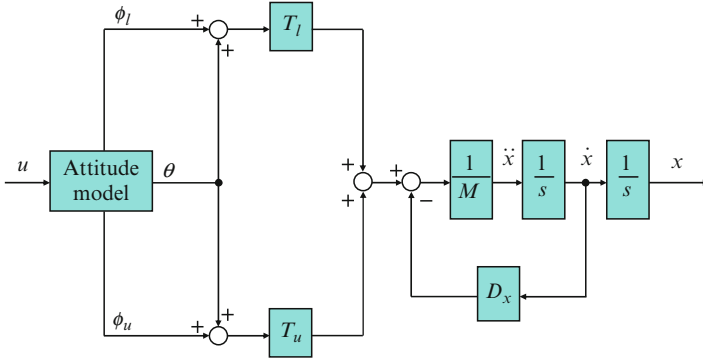 ϕ_l
+
+
T_l
u
Attitude
model
θ
+
+
+
−
1/M
ẍ
1/s
ẋ
1/s
x
D_x
ϕ_u
+
+
T_u